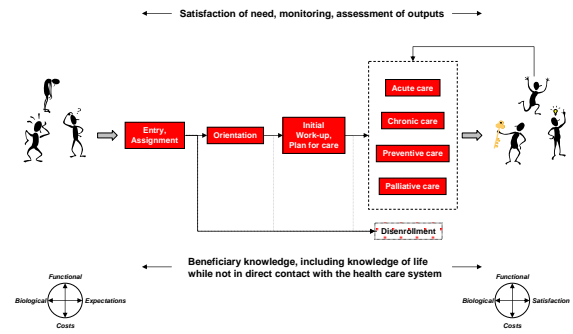 Satisfaction of need, monitoring, assessment of outputs
Acute care
Chronic care
Preventive care
Palliative care
Entry,
Assignment
Orientation
Initial
Work-up,
Plan for care
Disenrollment
Beneficiary knowledge, including knowledge of life
while not in direct contact with the health care system
Functional
Biological
Expectations
Costs
Functional
Biological
Satisfaction
Costs